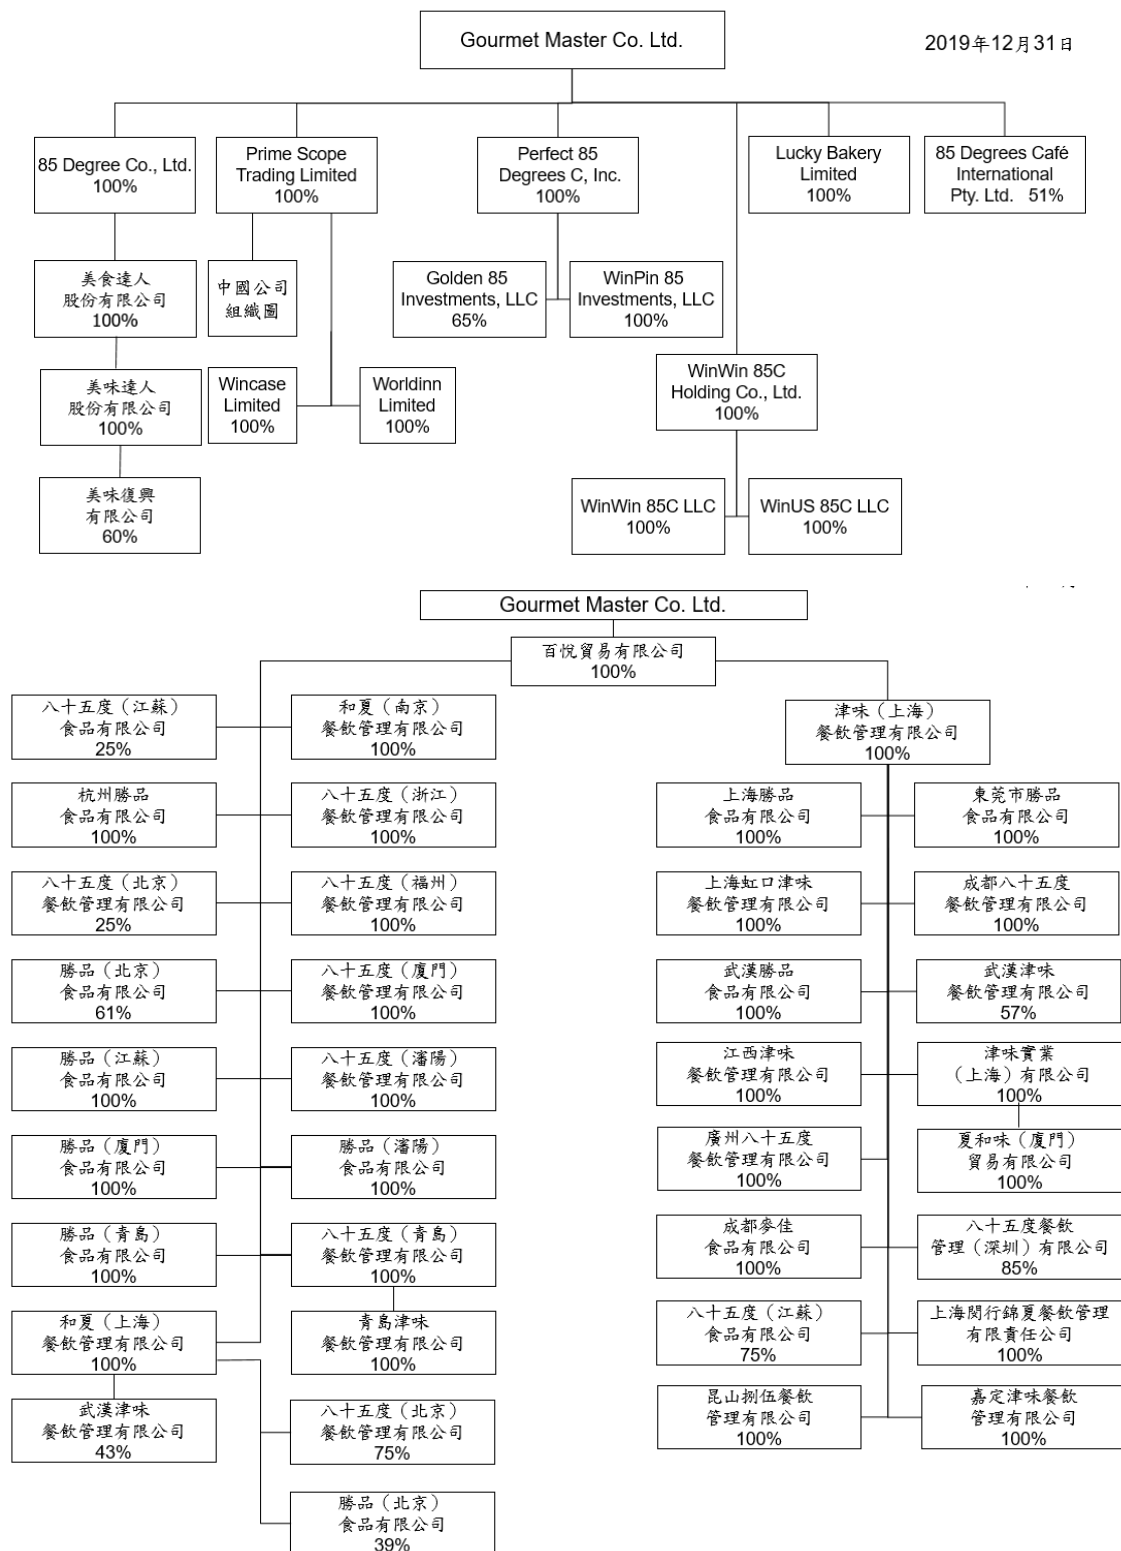 Gourmet Master Co. Ltd.
2019年12月31日
85 Degree Co., Ltd.
100%
Prime Scope
Trading Limited
100%
Perfect 85
Degrees C, Inc.
100%
Lucky Bakery
Limited
100%
85 Degrees Café
International
Pty. Ltd. 51%
美食達人
股份有限公司
100%
中國公司
組織圖
Golden 85
Investments, LLC
65%
WinPin 85
Investments, LLC
100%
WinWin 85C
Holding Co., Ltd.
100%
美味達人
股份有限公司
100%
Wincase
Limited
100%
Worldinn
Limited
100%
美味復興
有限公司
60%
WinWin 85C LLC
100%
WinUS 85C LLC
100%
Gourmet Master Co. Ltd.
百悅貿易有限公司
100%
八十五度（江蘇）
食品有限公司
25%
和夏（南京）
餐飲管理有限公司
100%
津味（上海）
餐飲管理有限公司
100%
杭州勝品
食品有限公司
100%
八十五度（浙江）
餐飲管理有限公司
100%
上海勝品
食品有限公司
100%
東莞市勝品
食品有限公司
100%
八十五度（北京）
餐飲管理有限公司
25%
八十五度（福州）
餐飲管理有限公司
100%
上海虹口津味
餐飲管理有限公司
100%
成都八十五度
餐飲管理有限公司
100%
勝品（北京）
食品有限公司
61%
八十五度（廈門）
餐飲管理有限公司
100%
武漢勝品
食品有限公司
100%
武漢津味
餐飲管理有限公司
57%
勝品（江蘇）
食品有限公司
100%
八十五度（瀋陽）
餐飲管理有限公司
100%
江西津味
餐飲管理有限公司
100%
津味實業
（上海）有限公司
100%
勝品（廈門）
食品有限公司
100%
勝品（瀋陽）
食品有限公司
100%
廣州八十五度
餐飲管理有限公司
100%
夏和味（廈門）
貿易有限公司
100%
勝品（青島）
食品有限公司
100%
八十五度（青島）
餐飲管理有限公司
100%
成都麥佳
食品有限公司
100%
八十五度餐飲
管理（深圳）有限公司
85%
和夏（上海）
餐飲管理有限公司
100%
青島津味
餐飲管理有限公司
100%
八十五度（江蘇）
食品有限公司
75%
上海閔行錦夏餐飲管理
有限責任公司
100%
武漢津味
餐飲管理有限公司
43%
八十五度（北京）
餐飲管理有限公司
75%
昆山捌伍餐飲
管理有限公司
100%
嘉定津味餐飲
管理有限公司
100%
勝品（北京）
食品有限公司
39%